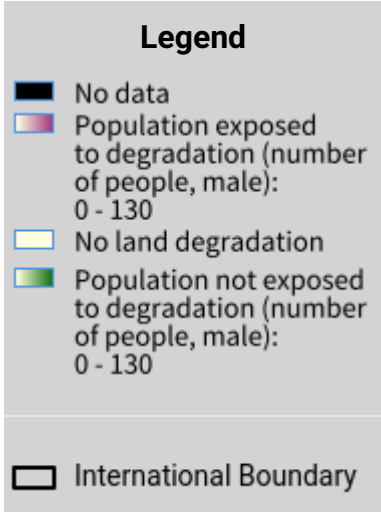 Legend
No data
Population exposed
to degradation (number
of people, male):
0 - 130
No land degradation
Population not exposed
to degradation (number
of people, male):
0 - 130
International Boundary